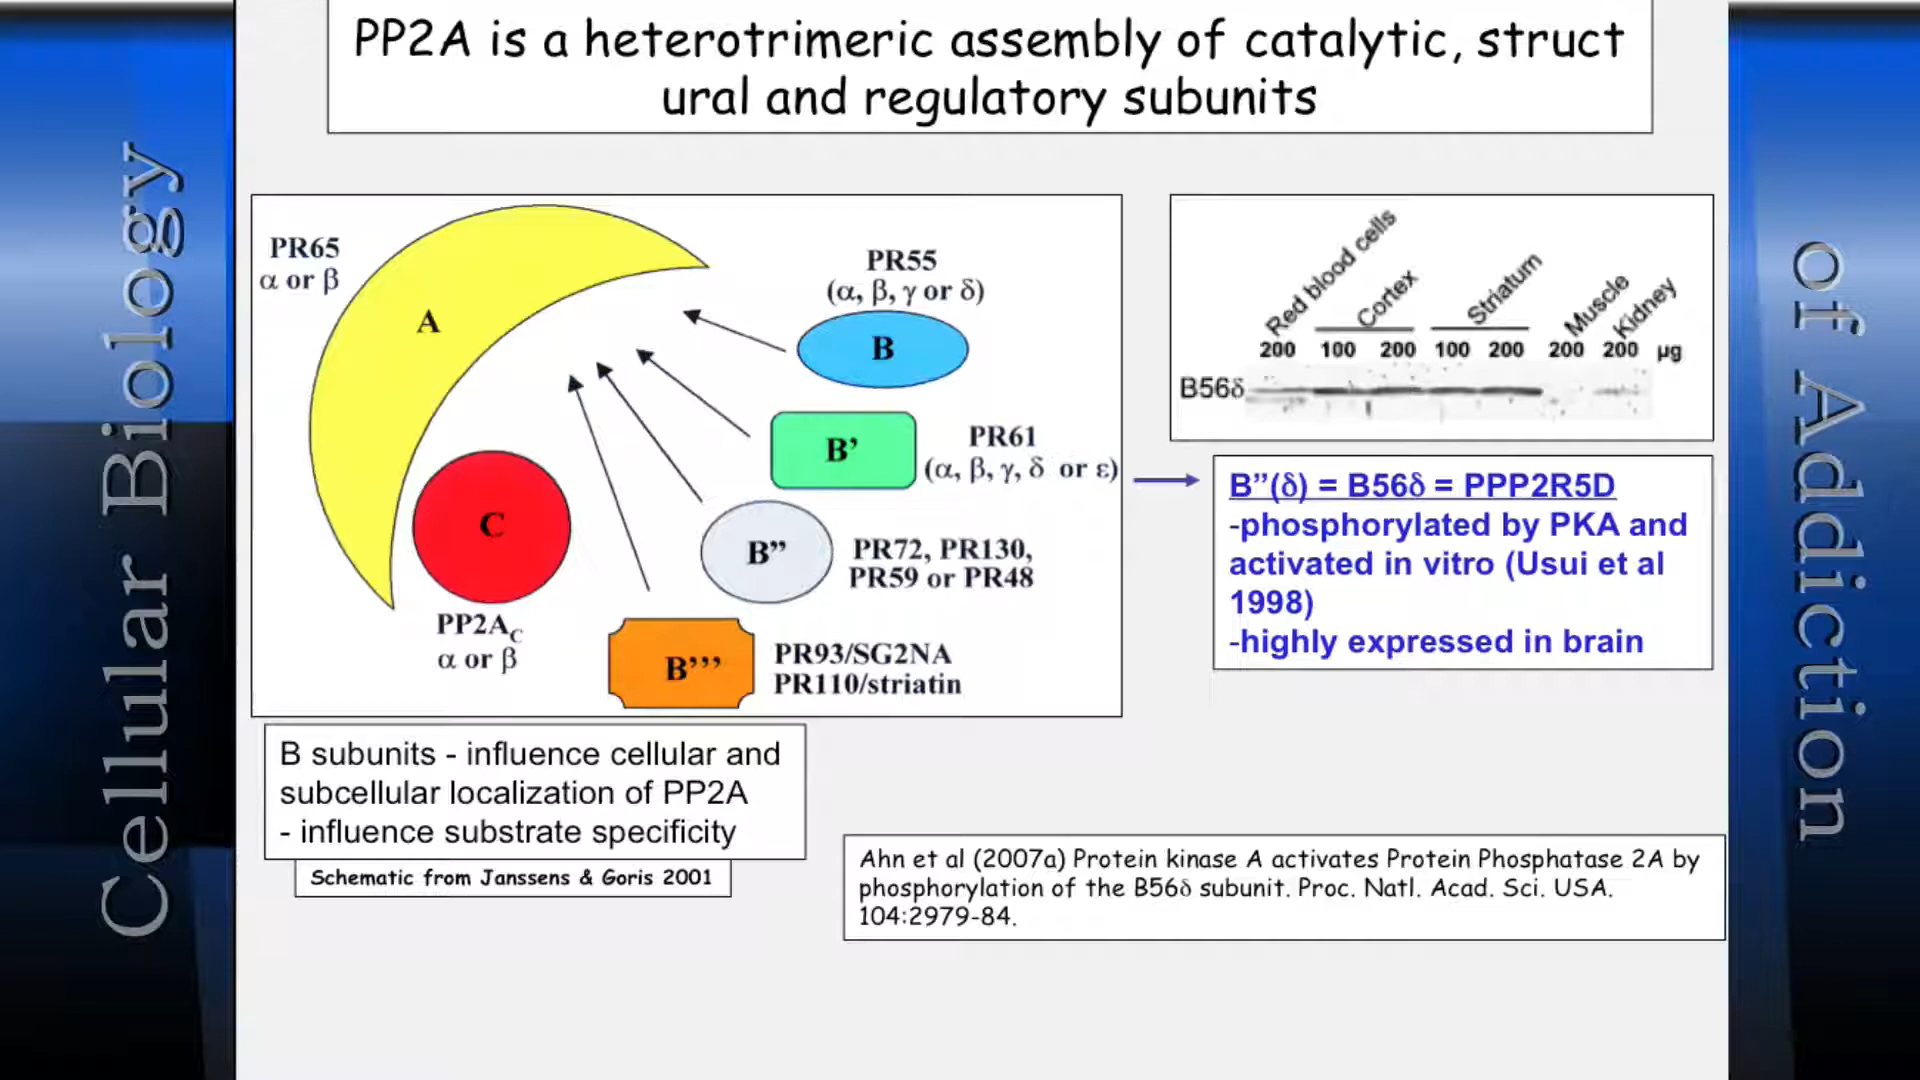 PP2A is a heterotrimeric assembly of catalytic, struct
ural and regulatory subunits
Cellular Biology
of Addiction
PR65
α or β
A
PR55
(α, β, γ or δ)
B
B’
PR61
(α, β, γ, δ or ε)
C
PP2AC
α or β
B”
PR72, PR130,
PR59 or PR48
B’’’
PR93/SG2NA
PR110/striatin
Red blood cells
Cortex
Striatum
Muscle
Kidney
200 100 200 100 200 200 200 µg
B56δ
B”(δ) = B56δ = PPP2R5D
-phosphorylated by PKA and
activated in vitro (Usui et al
1998)
-highly expressed in brain
B subunits - influence cellular and
subcellular localization of PP2A
- influence substrate specificity
Schematic from Janssens & Goris 2001
Ahn et al (2007a) Protein kinase A activates Protein Phosphatase 2A by
phosphorylation of the B56δ subunit. Proc. Natl. Acad. Sci. USA.
104:2979-84.